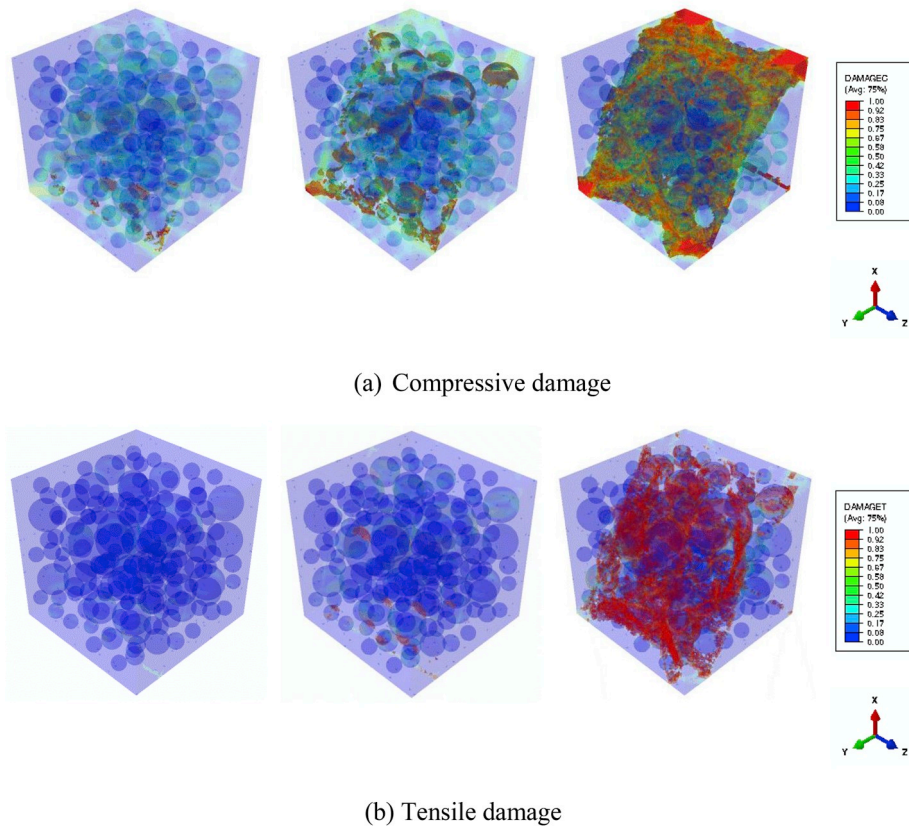 DAMAGEC
(Avg: 75%)
1.00
0.92
0.83
0.75
0.67
0.58
0.50
0.42
0.33
0.25
0.17
0.08
0.00
X
Y Z
(a) Compressive damage
DAMAGET
(Avg: 75%)
1.00
0.92
0.83
0.75
0.67
0.58
0.50
0.42
0.33
0.25
0.17
0.08
0.00
X
Y Z
(b) Tensile damage